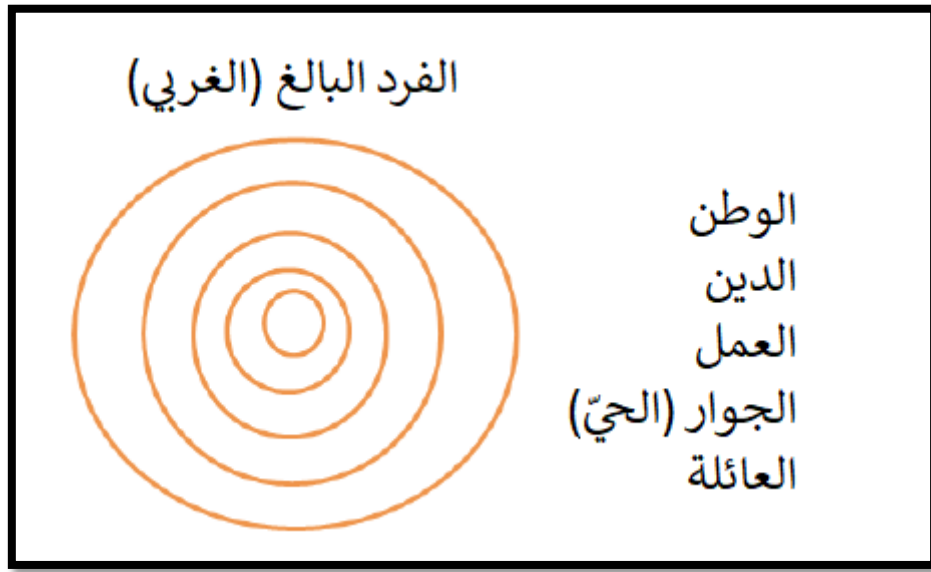 الفرد البالغ (الغربي)
الوطن
الدين
العمل
الجوار (الحيّ)
العائلة